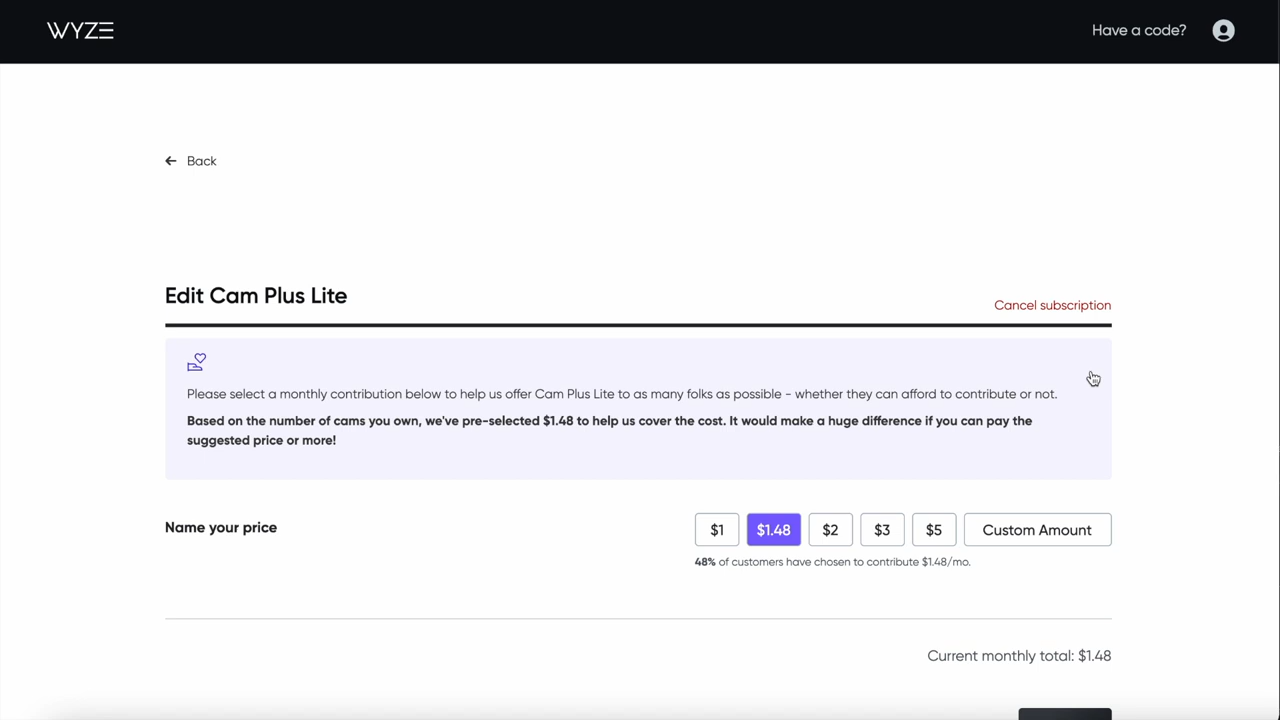 WYZE
Have a code?
← Back
Edit Cam Plus Lite
Cancel subscription
Please select a monthly contribution below to help us offer Cam Plus Lite to as many folks as possible - whether they can afford to contribute or not.
Based on the number of cams you own, we've pre-selected $1.48 to help us cover the cost. It would make a huge difference if you can pay the
suggested price or more!
Name your price
$1 $1.48 $2 $3 $5 Custom Amount
48% of customers have chosen to contribute $1.48/mo.
Current monthly total: $1.48